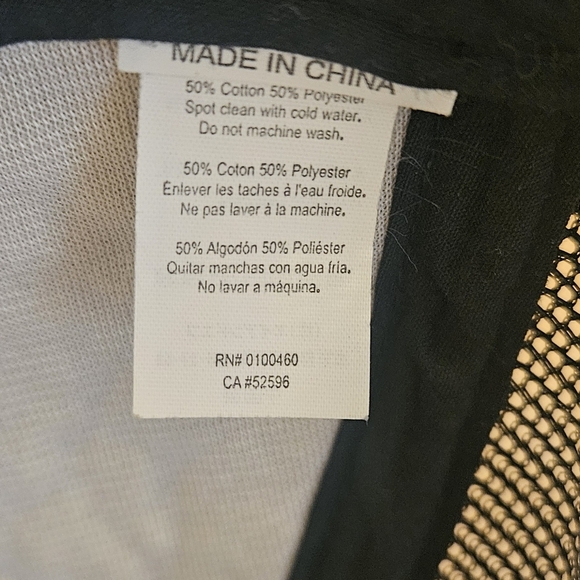 MADE IN CHINA
50% Cotton 50% Polyester
Spot clean with cold water.
Do not machine wash.
50% Coton 50% Polyester
Enlever les taches à l'eau froide.
Ne pas laver à la machine.
50% Algodón 50% Poliéster
Quitar manchas con agua fria.
No lavar a máquina.
RN# 0100460
CA #52596